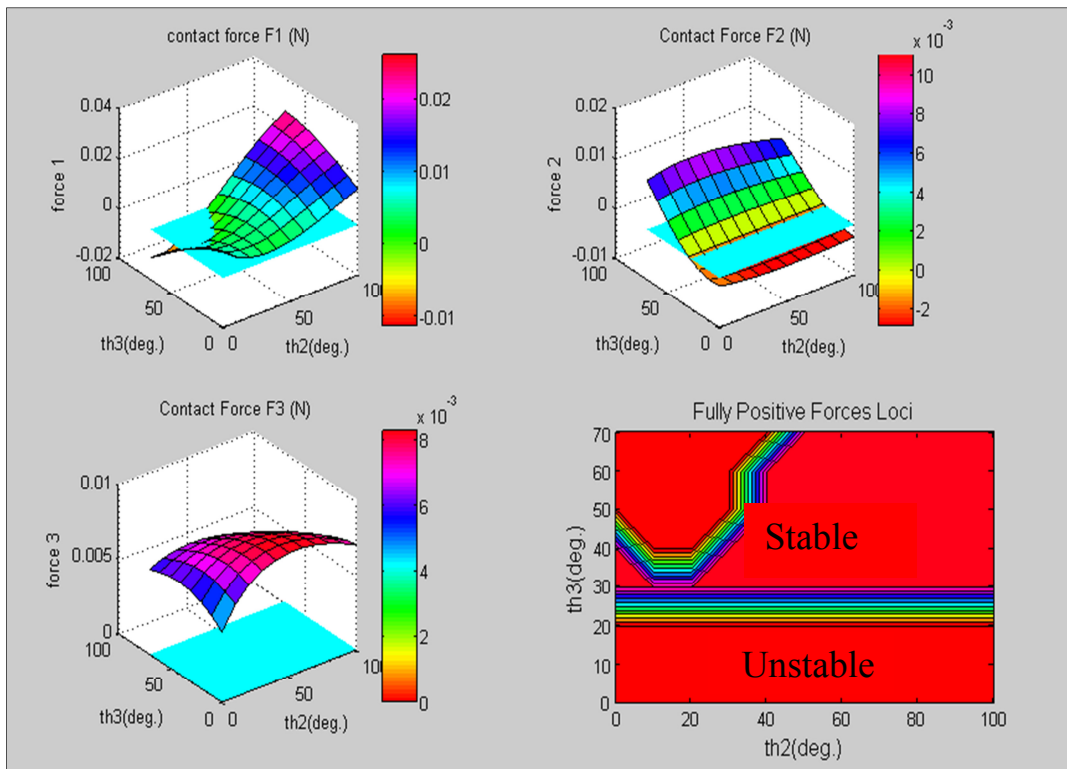 contact force F1 (N)
0.04
0.02
0
-0.02
force 1
100
50
0
th3(deg.)
0
50
100
th2(deg.)
0.02
0.01
0
-0.01
Contact Force F2 (N)
0.02
0.01
0
-0.01
force 2
100
50
0
th3(deg.)
0
50
100
th2(deg.)
x 10 -3
10
8
6
4
2
0
-2
Contact Force F3 (N)
0.01
0.005
0
force 3
100
50
0
th3(deg.)
0
50
100
th2(deg.)
x 10 -3
8
6
4
2
0
Fully Positive Forces Loci
70
60
50
40
30
20
10
0
th3(deg.)
Stable
Unstable
0 20 40 60 80 100
th2(deg.)